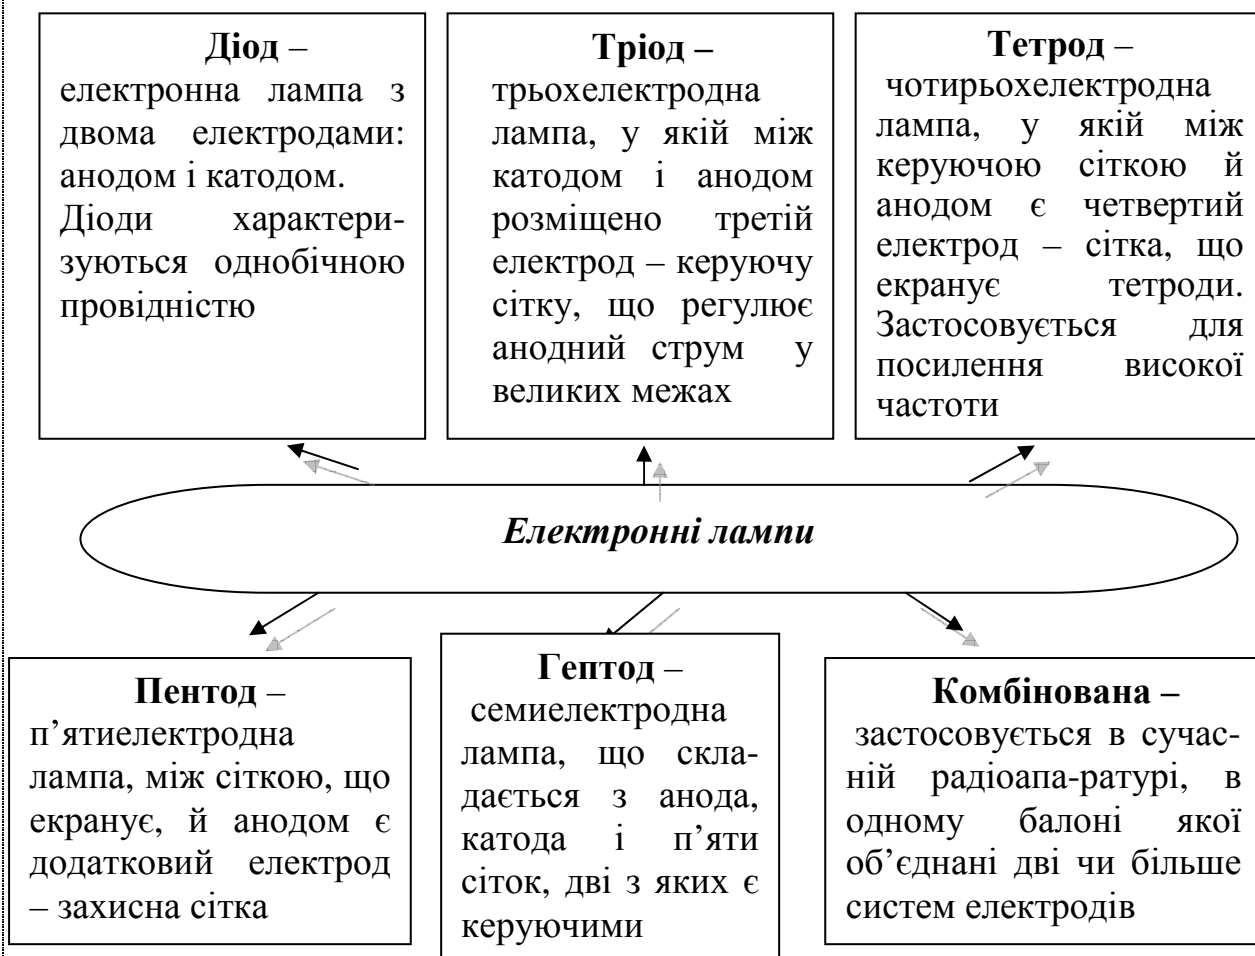 Діод –
електронна лампа з
двома електродами:
анодом і катодом.
Діоди характери-
зуються однобічною
провідністю
Тріод –
трьохелектродна
лампа, у якій між
катодом і анодом
розміщено третій
електрод – керуючу
сітку, що регулює
анодний струм у
великих межах
Тетрод –
чотирьохелектродна
лампа, у якій між
керуючою сіткою й
анодом є четвертий
електрод – сітка, що
екранує тетроди.
Застосовується для
посилення високої
частоти
Електронні лампи
Пентод –
п’ятиелектродна
лампа, між сіткою, що
екранує, й анодом є
додатковий електрод
– захисна сітка
Гептод –
семиелектродна
лампа, що скла-
дається з анода,
катода і п’яти
сіток, дві з яких є
керуючими
Комбінована –
застосовується в сучас-
ній радіоапа-ратурі, в
одному балоні якої
об’єднані дві чи більше
систем електродів